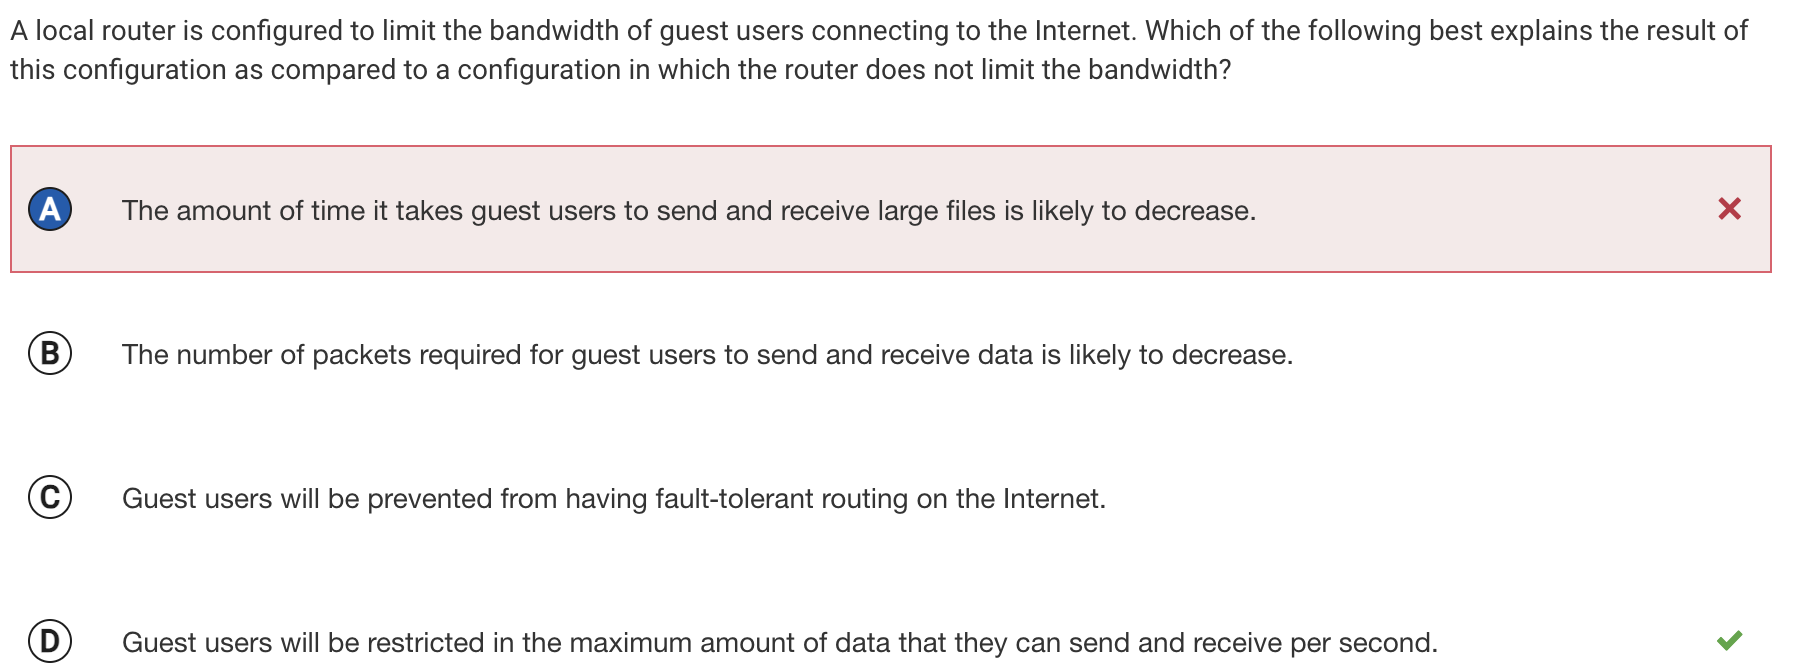 A local router is configured to limit the bandwidth of guest users connecting to the Internet. Which of the following best explains the result of
this configuration as compared to a configuration in which the router does not limit the bandwidth?
A The amount of time it takes guest users to send and receive large files is likely to decrease.
B The number of packets required for guest users to send and receive data is likely to decrease.
C Guest users will be prevented from having fault-tolerant routing on the Internet.
D Guest users will be restricted in the maximum amount of data that they can send and receive per second.